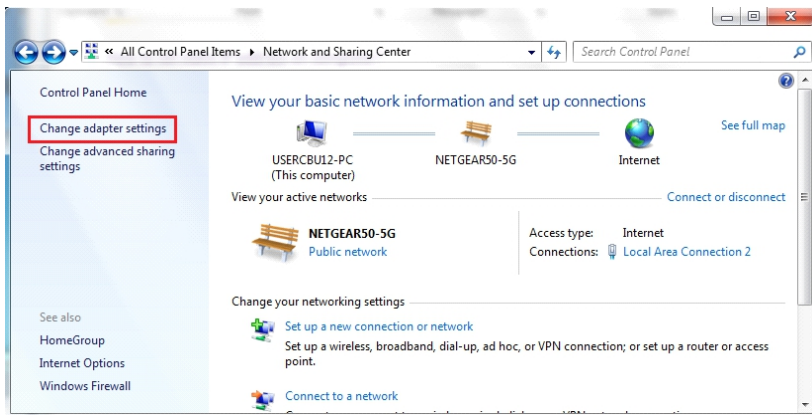 « All Control Panel Items ▸ Network and Sharing Center
Search Control Panel
Control Panel Home
Change adapter settings
Change advanced sharing
settings
See also
HomeGroup
Internet Options
Windows Firewall
View your basic network information and set up connections
See full map
USERCBU12-PC
(This computer)
NETGEAR50-5G
Internet
View your active networks
Connect or disconnect
NETGEAR50-5G
Public network
Access type: Internet
Connections: Local Area Connection 2
Change your networking settings
Set up a new connection or network
Set up a wireless, broadband, dial-up, ad hoc, or VPN connection; or set up a router or access
point.
Connect to a network